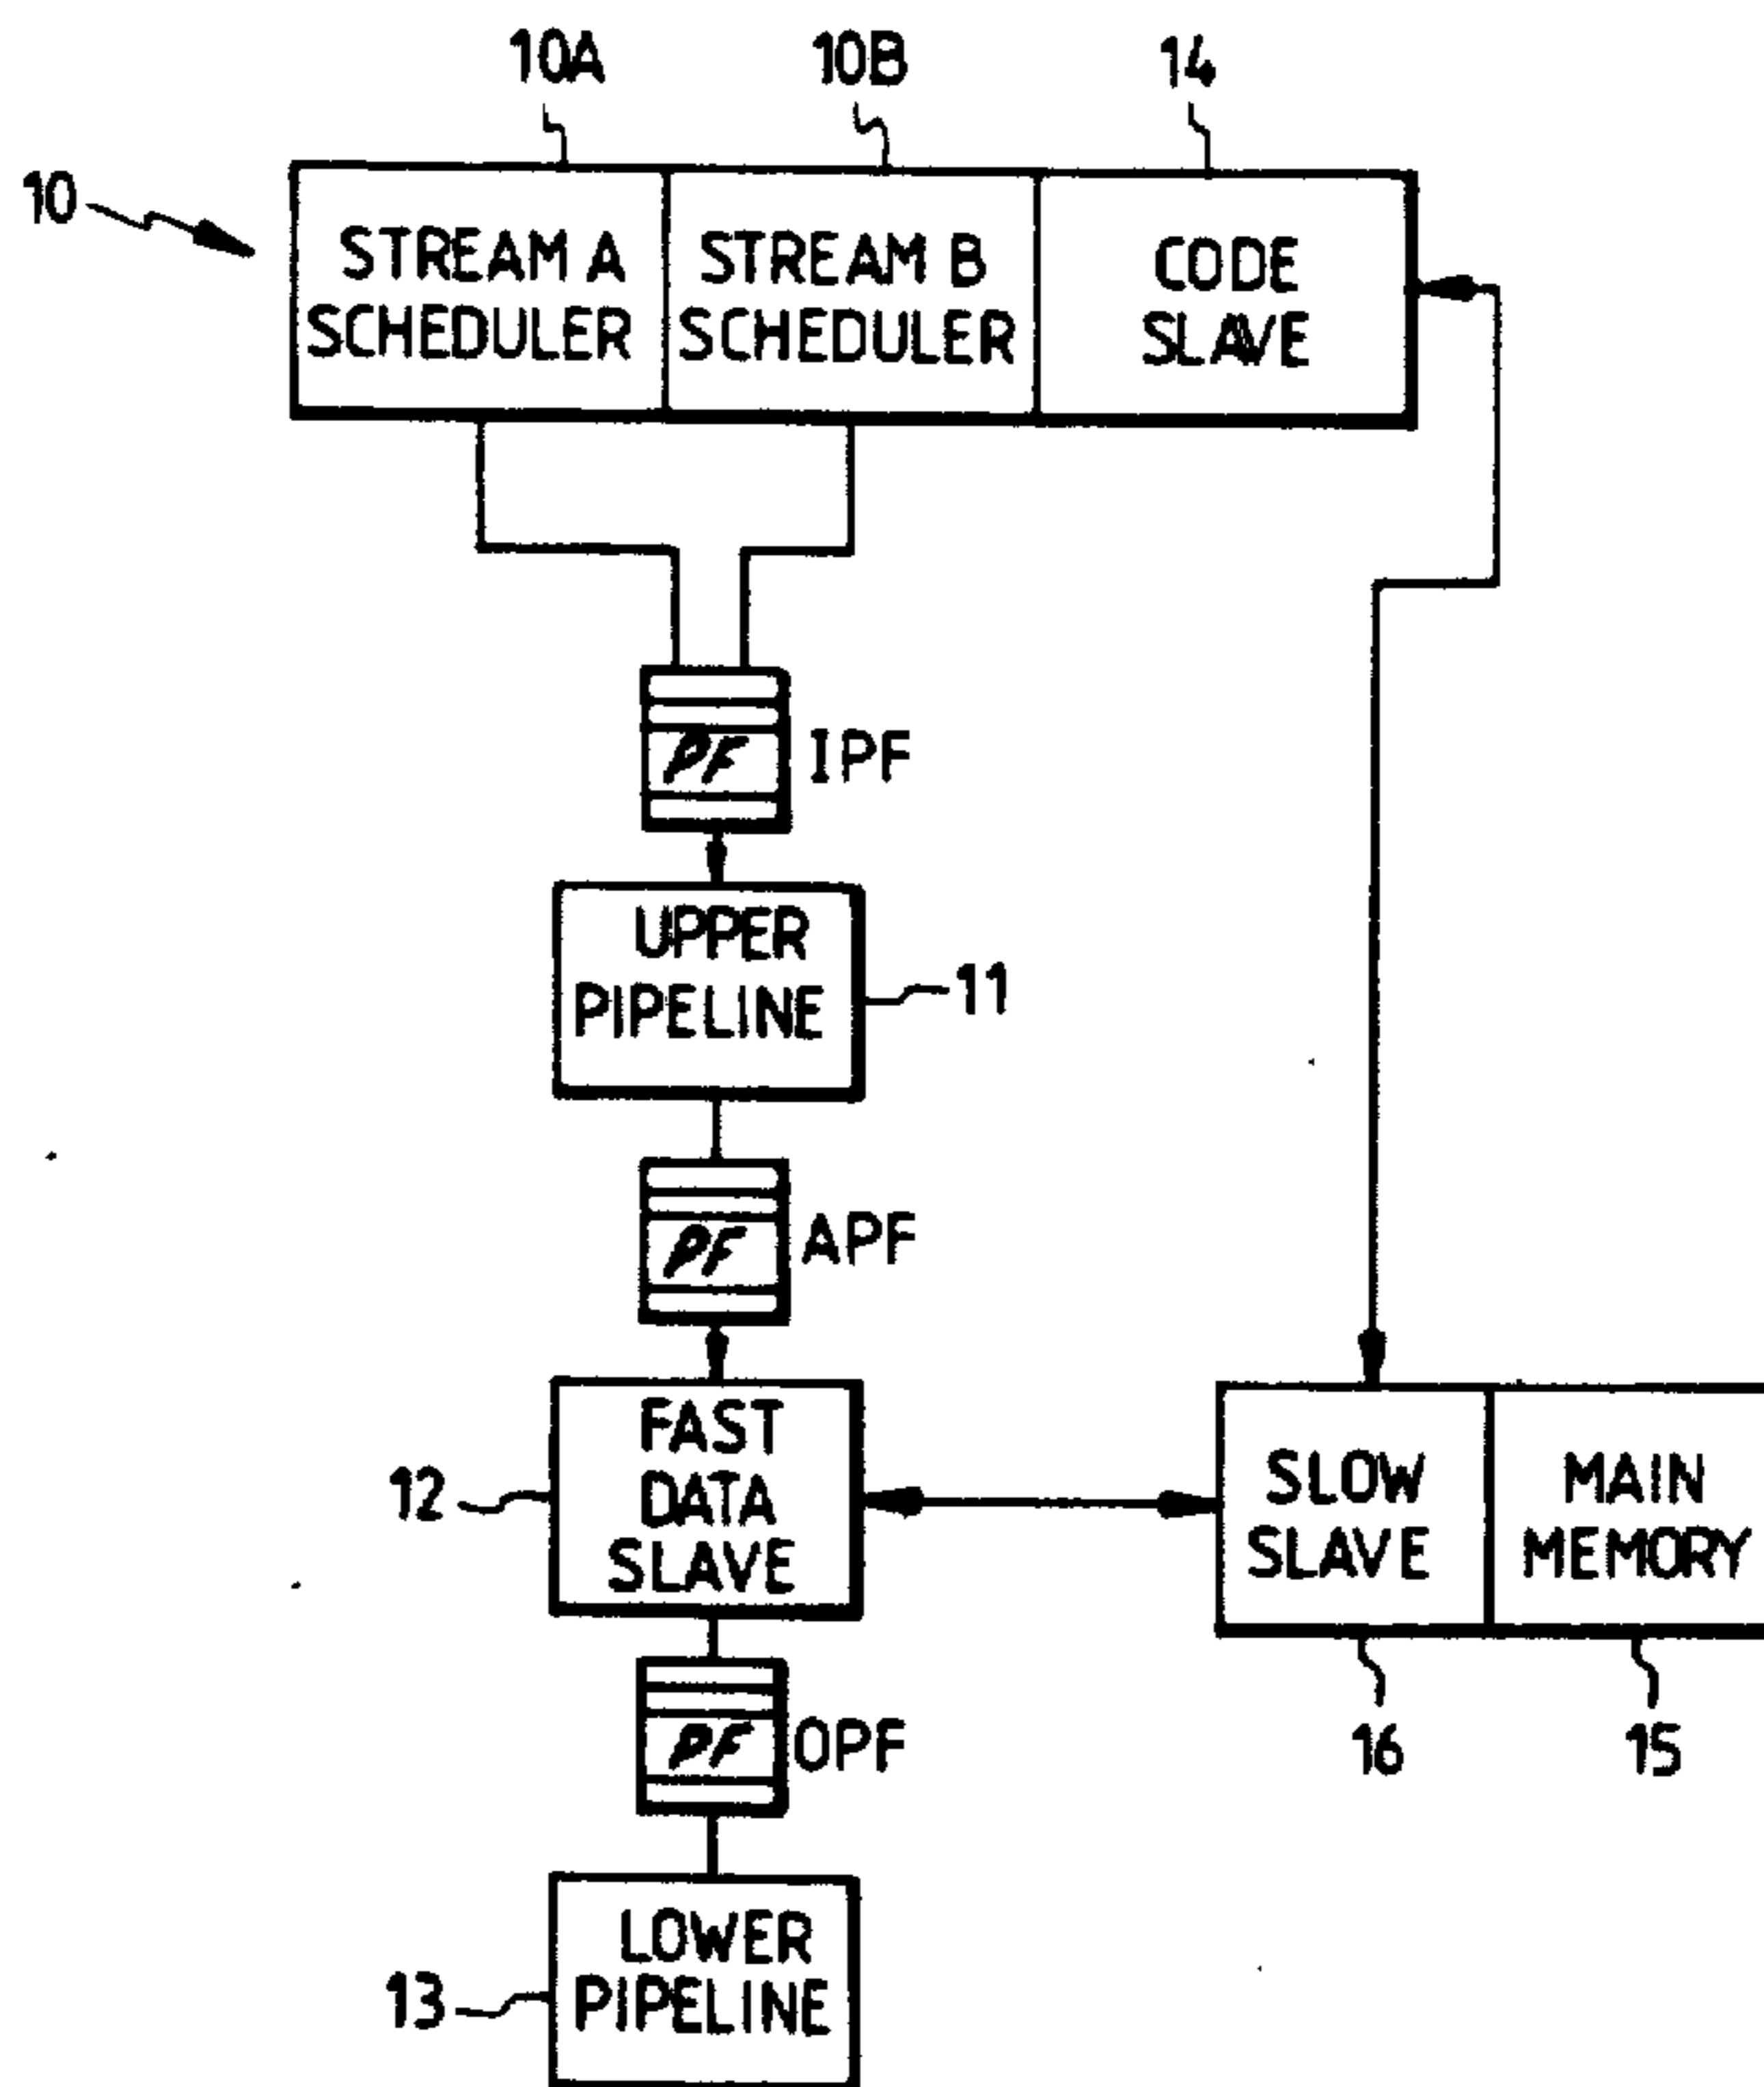 10A 10B 14
10
STREAM A
SCHEDULER
STREAM B
SCHEDULER
CODE
SLAVE
PF IPF
UPPER
PIPELINE
11
PF APF
FAST
DATA
SLAVE
12
SLOW
SLAVE
MAIN
MEMORY
PF OPF
16 15
LOWER
PIPELINE
13